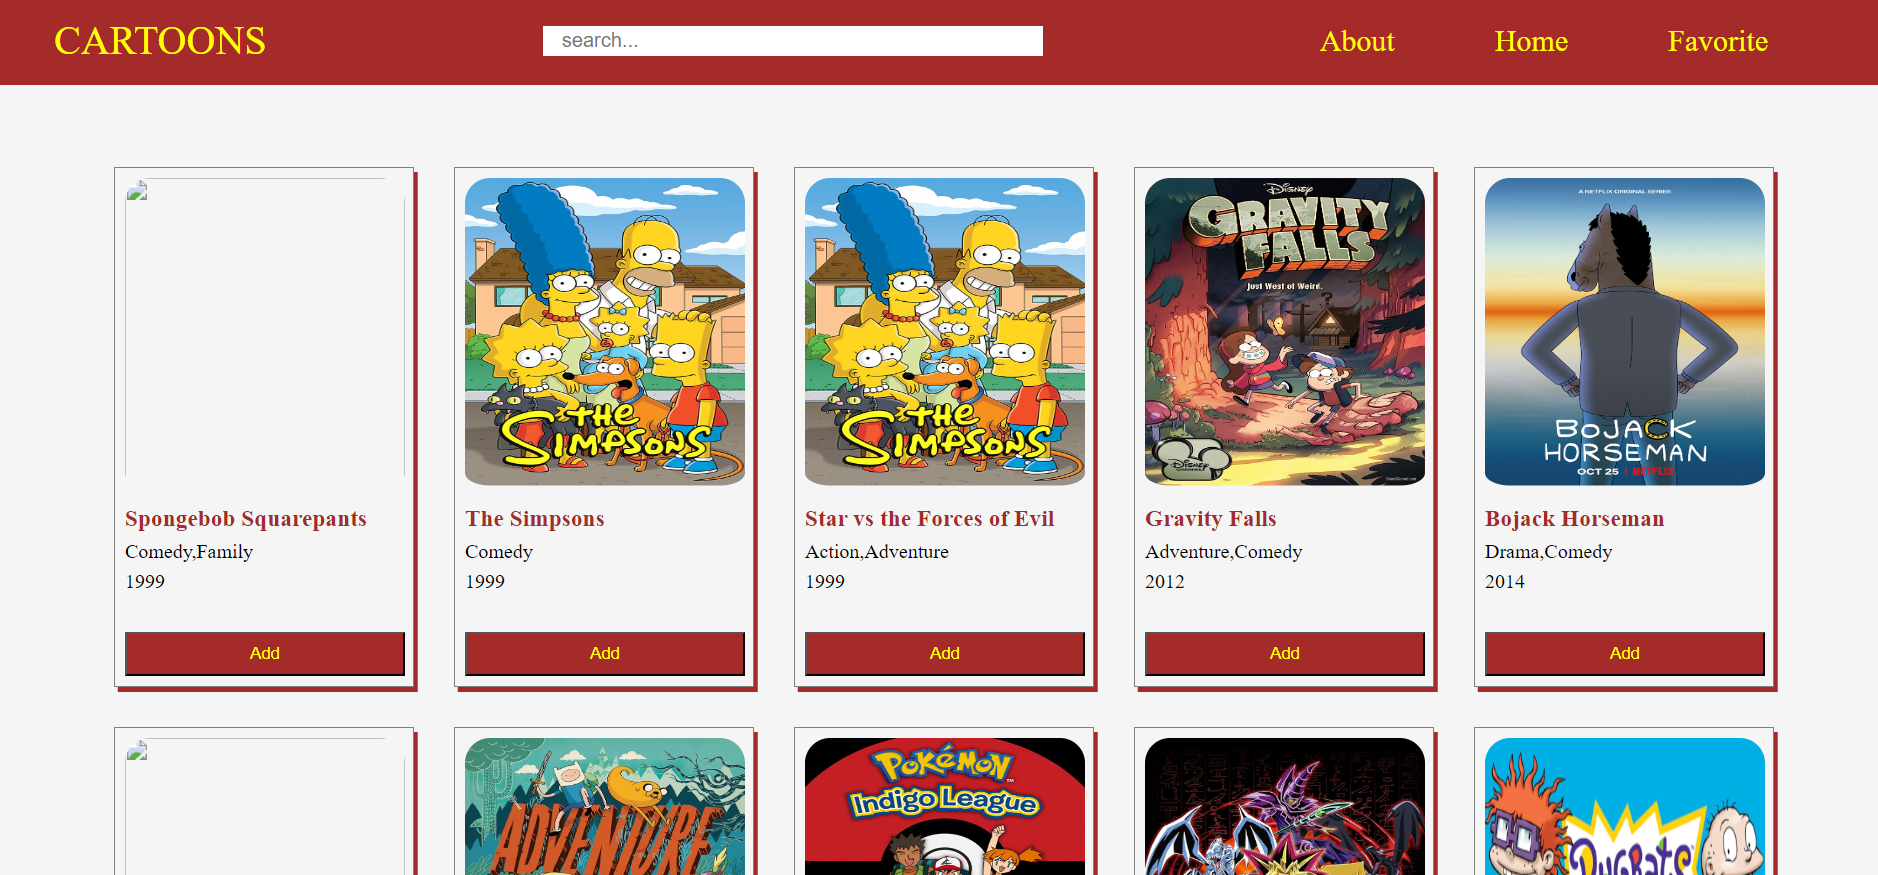 CARTOONS
search...
About
Home
Favorite
Spongebob Squarepants
Comedy,Family
1999
Add
THE
SIMPSONS
The Simpsons
Comedy
1999
Add
THE
SIMPSONS
Star vs the Forces of Evil
Action,Adventure
1999
Add
Disney
GRAVITY
FALLS
Just West of Weird.
Disney
CHANNEL
Gravity Falls
Adventure,Comedy
2012
Add
A NETFLIX ORIGINAL SERIES
BOJACK
HORSEMAN
OCT 25 | NETFLIX
Bojack Horseman
Drama,Comedy
2014
Add
ADVENTURE
POKéMON
Indigo League
RUGRATS